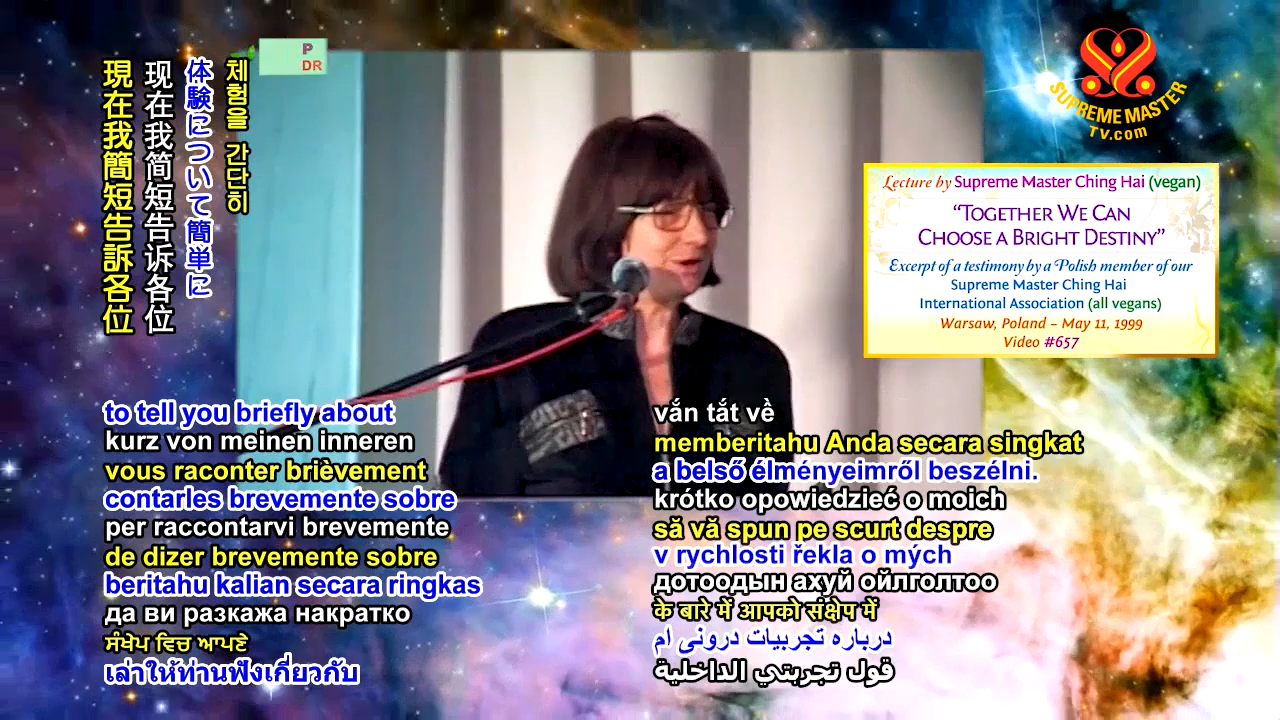 現在我簡短告訴各位
现在我简短告诉各位
体験について簡単に
체험을 간단히
P
DR
SUPREME MASTER
TV.com
Lecture by Supreme Master Ching Hai (vegan)
“TOGETHER WE CAN
CHOOSE A BRIGHT DESTINY”
Excerpt of a testimony by a Polish member of our
Supreme Master Ching Hai
International Association (all vegans)
Warsaw, Poland – May 11, 1999
Video #657
to tell you briefly about
kurz von meinen inneren
vous raconter brièvement
contarles brevemente sobre
per raccontarvi brevemente
de dizer brevemente sobre
beritahu kalian secara ringkas
да ви разкажа накратко
ਸੰਖੇਪ ਵਿਚ ਆਪਣੇ
เล่าให้ท่านฟังเกี่ยวกับ
vắn tắt về
memberitahu Anda secara singkat
a belső élményeimről beszélni.
krótko opowiedzieć o moich
să vă spun pe scurt despre
v rychlosti řekla o mých
дотоодын ахуй ойлголтоо
के बारे में आपको संक्षेप में
درباره تجربیات درونی ام
قول تجربتي الداخلية